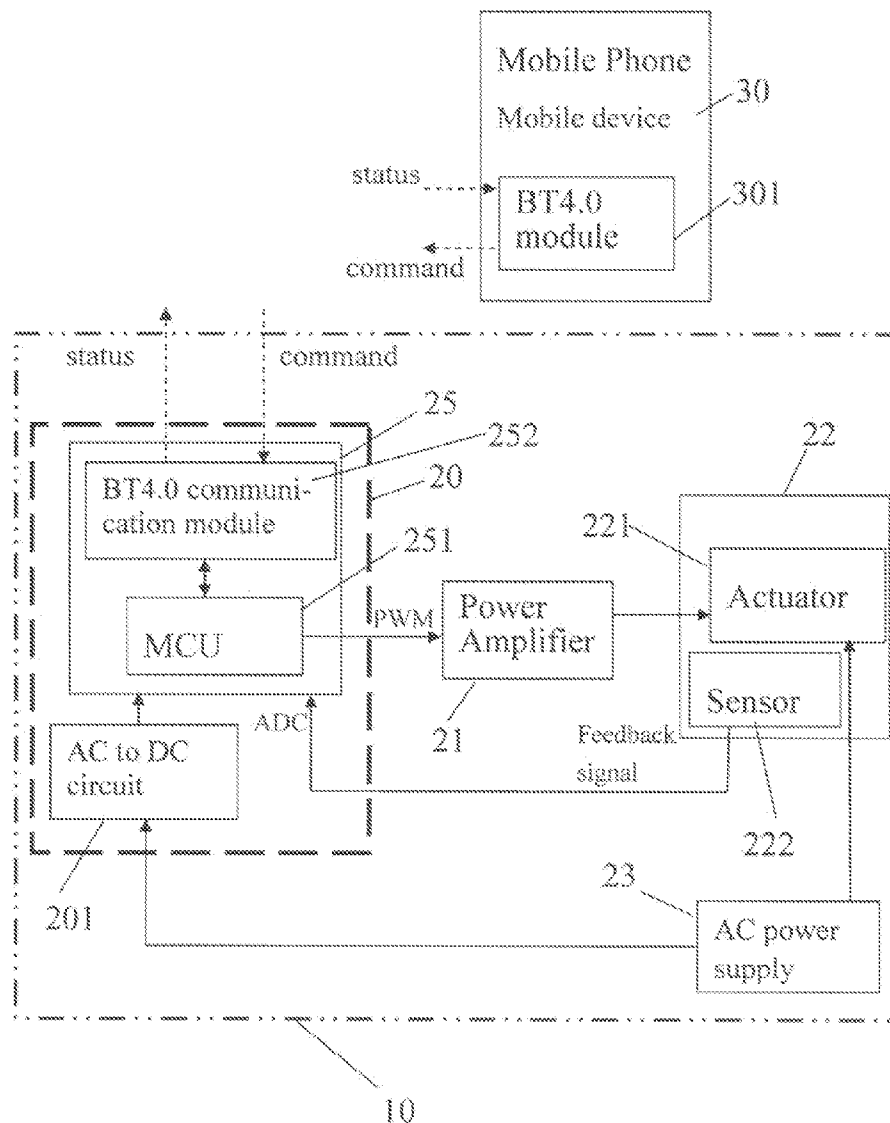 Mobile Phone
Mobile device
30
status
BT4.0
module
301
command
status
command
25
252
20
22
BT4.0 communi-
cation module
251
221
MCU
PWM
Power
Amplifier
Actuator
Sensor
ADC
21
Feedback
signal
AC to DC
circuit
222
201
23
AC power
supply
10